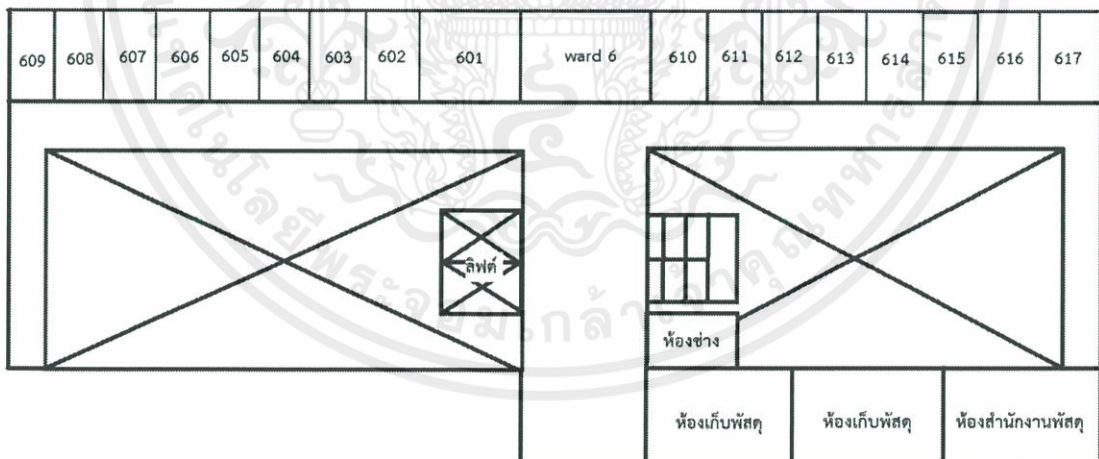 609 608 607 606 605 604 603 602 601 ward 6 610 611 612 613 614 615 616 617
ลิฟต์
ห้องช่าง
ห้องเก็บพัสดุ ห้องเก็บพัสดุ ห้องสำนักงานพัสดุ